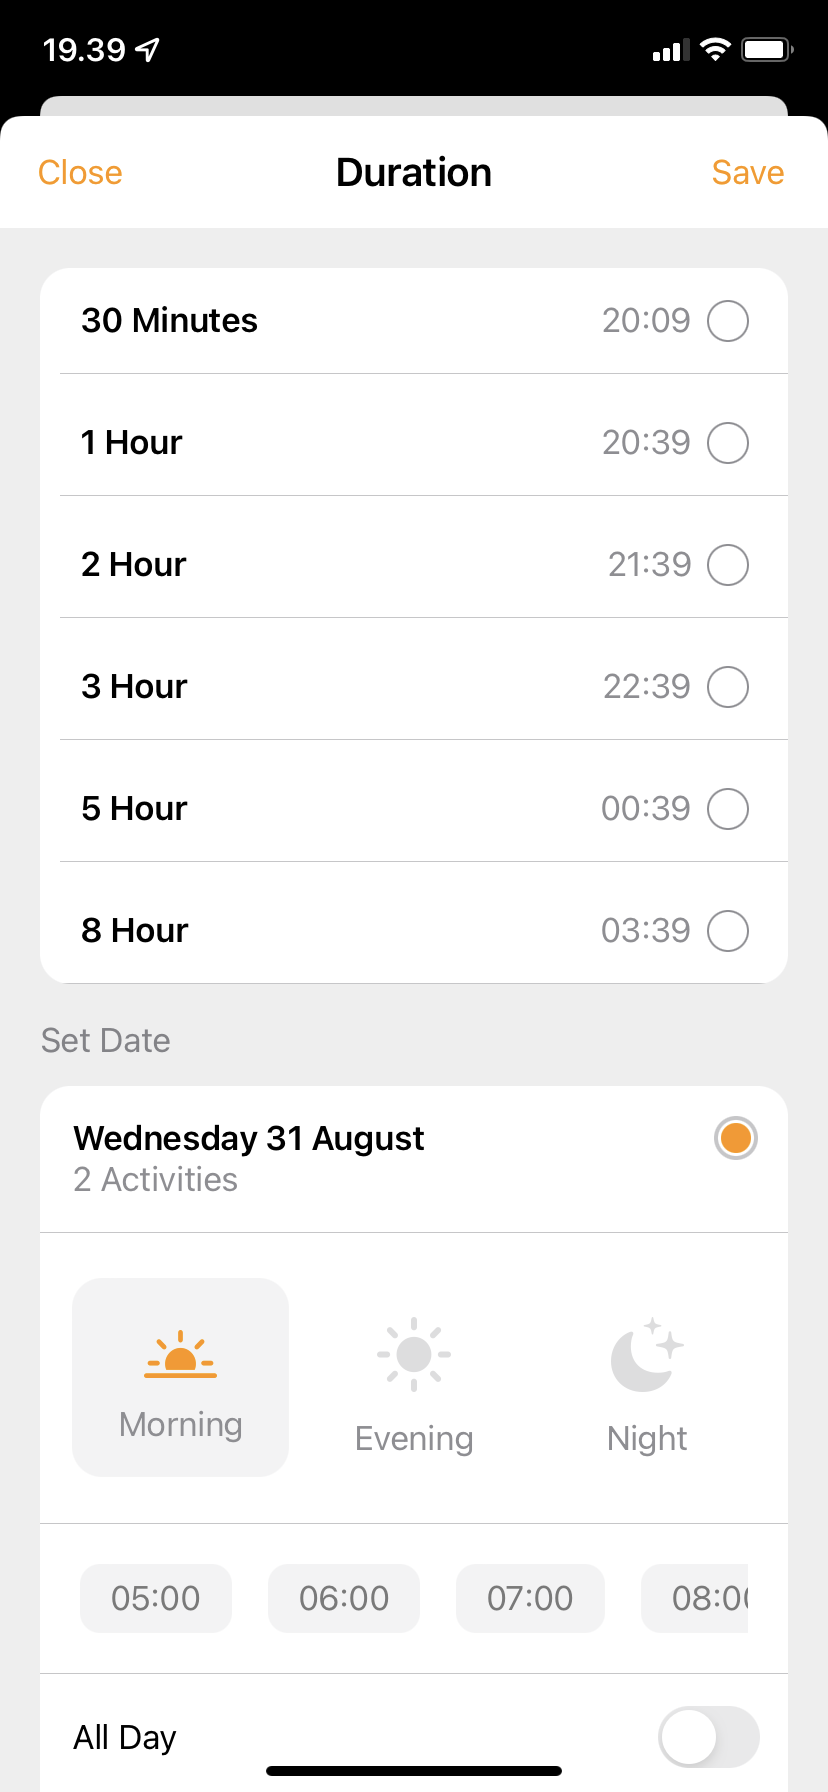 19.39
Close Duration Save
30 Minutes 20:09
1 Hour 20:39
2 Hour 21:39
3 Hour 22:39
5 Hour 00:39
8 Hour 03:39
Set Date
Wednesday 31 August
2 Activities
Morning Evening Night
05:00 06:00 07:00 08:00
All Day